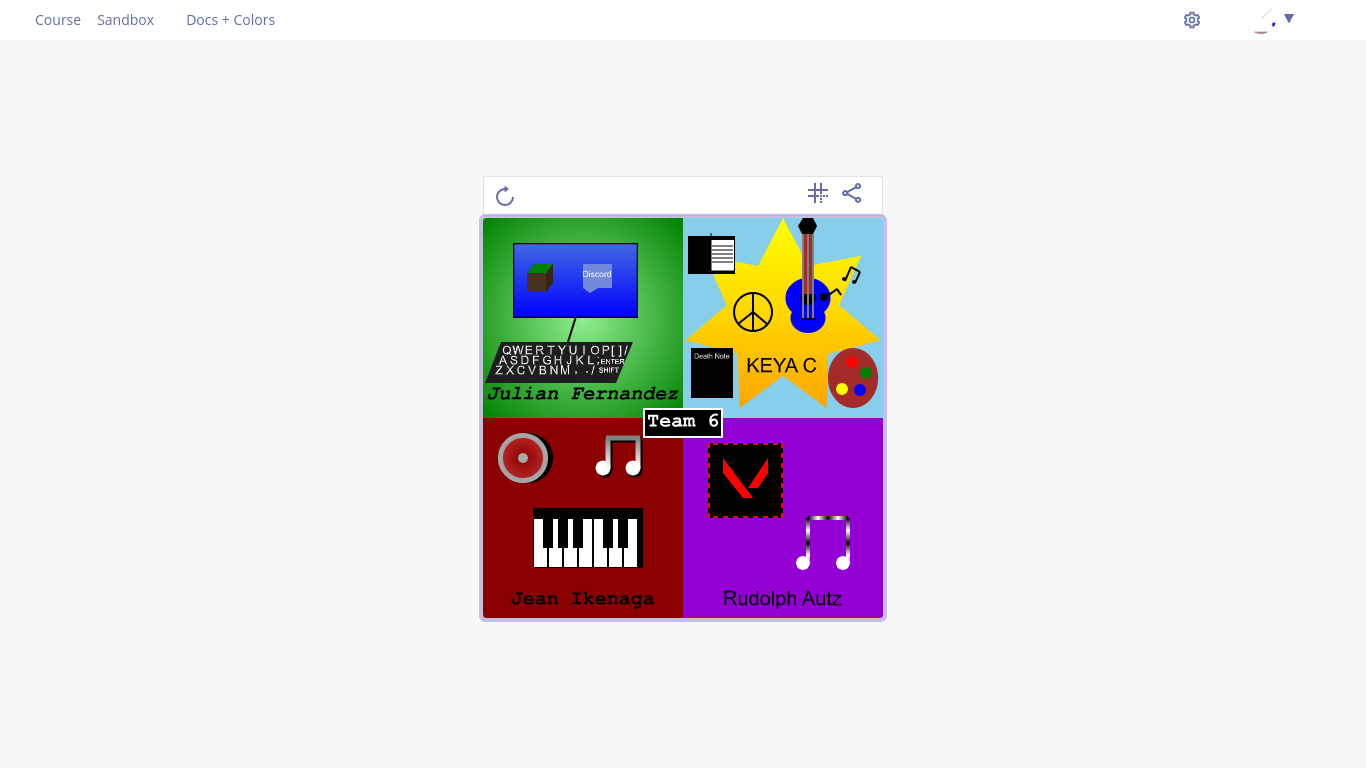 Course Sandbox Docs + Colors
Discord
QWERTYUIOP[]/
ASDFGHJKL;ENTER
ZXCVBNM,./SHIFT
Julian Fernandez
Death Note
KEYA C
Team 6
Jean Ikenaga
Rudolph Autz